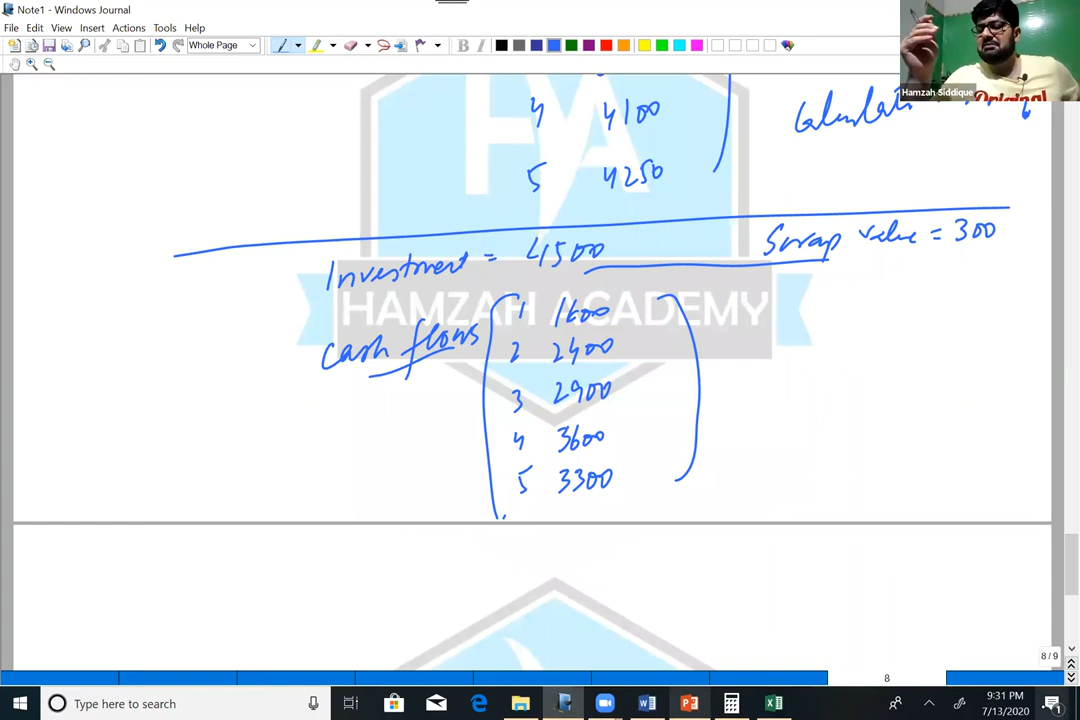 Note1 - Windows Journal
File Edit View Insert Actions Tools Help
Whole Page
Hamzah Siddique
Original
4 4100
5 4250
Investment = 4500
Scrap value = 300
HAMZAH ACADEMY
Cash flows
1 1600
2 2400
3 2900
4 3600
5 3300
8 / 9
8
Type here to search
9:31 PM
7/13/2020